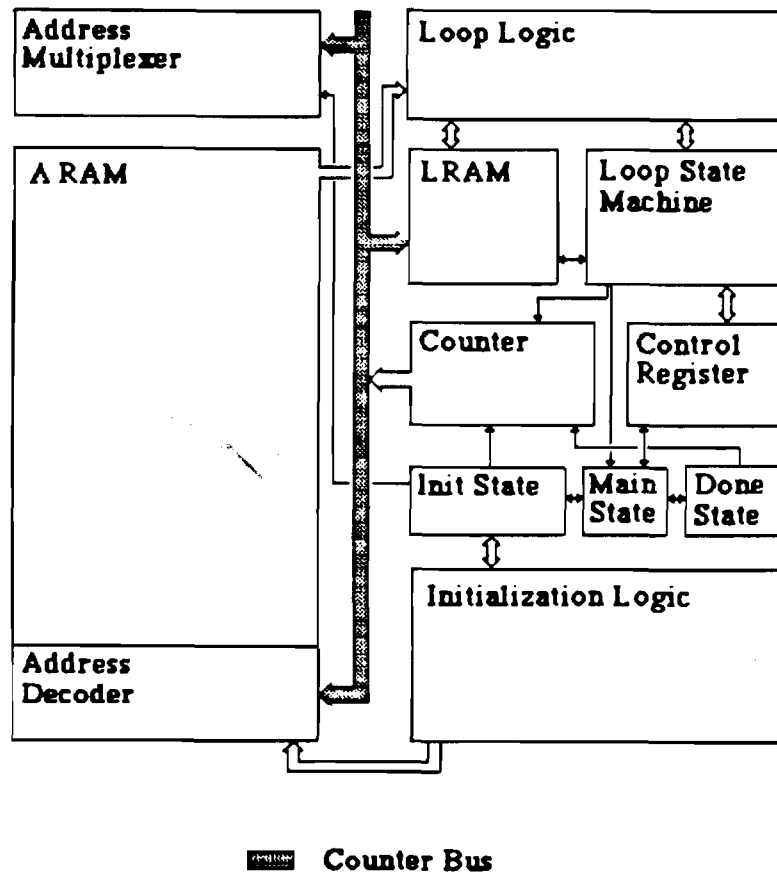 Address
Multiplexer
Loop Logic
A RAM
LRAM
Loop State
Machine
Counter
Control
Register
Init State
Main
State
Done
State
Initialization Logic
Address
Decoder
Counter Bus